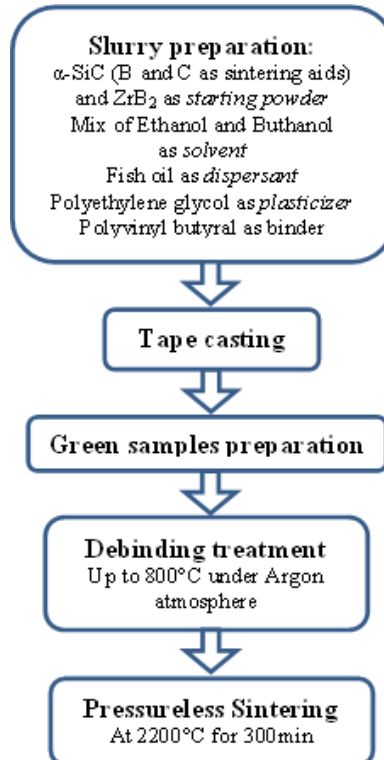 Slurry preparation:
α-SiC (B and C as sintering aids)
and ZrB₂ as starting powder
Mix of Ethanol and Buthanol
as solvent
Fish oil as dispersant
Polyethylene glycol as plasticizer
Polyvinyl butyral as binder
Tape casting
Green samples preparation
Debinding treatment
Up to 800°C under Argon
atmosphere
Pressureless Sintering
At 2200°C for 300min